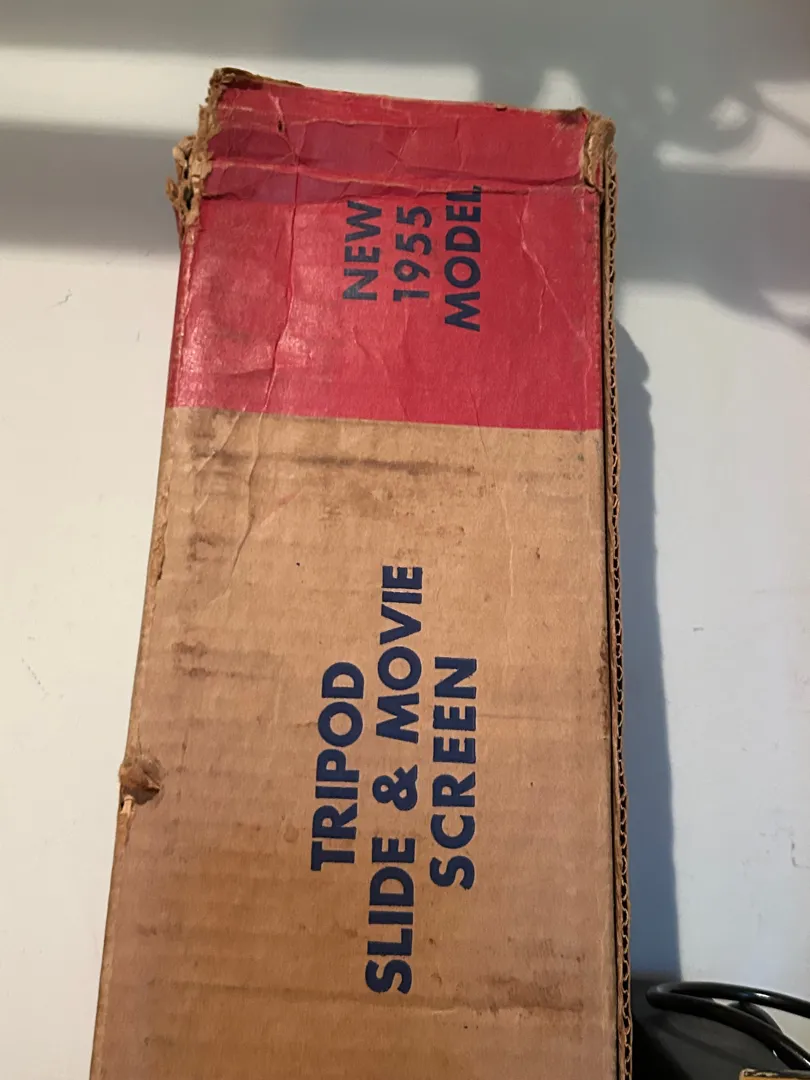 NEW
1955
MODEL
TRIPOD
SLIDE & MOVIE
SCREEN